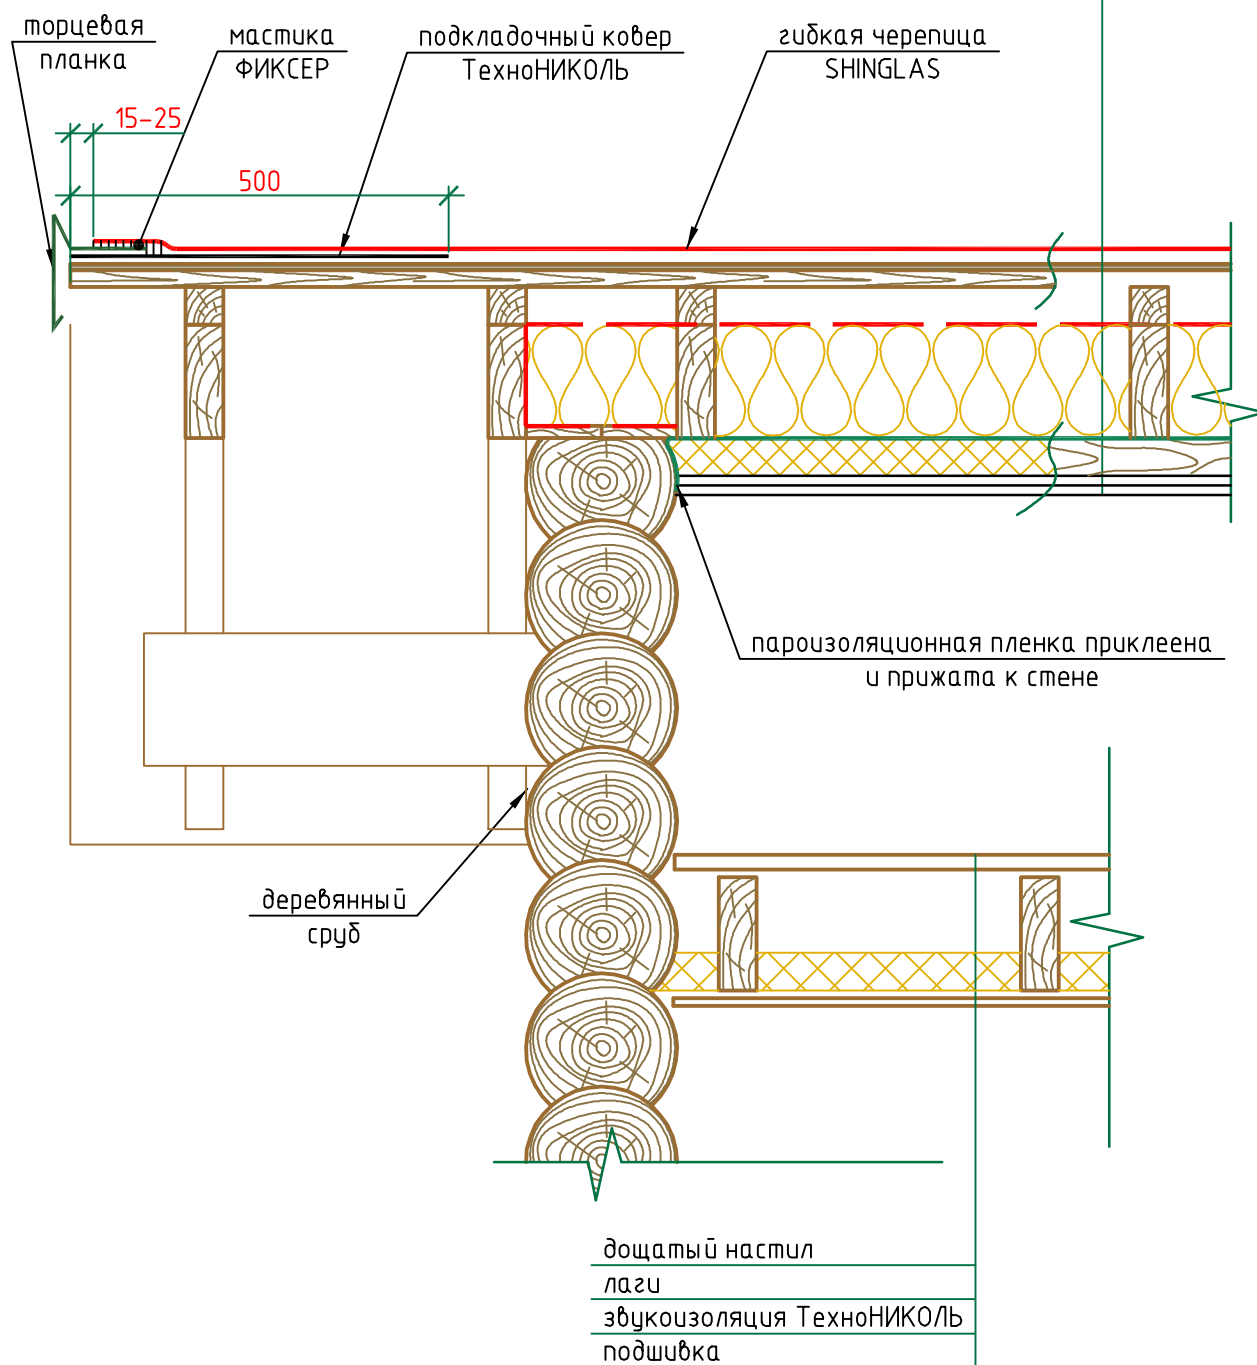 торцевая
планка
мастика
ФИКСЕР
подкладочный ковер
ТехноНИКОЛЬ
гибкая черепица
SHINGLAS
15-25
500
пароизоляционная пленка приклеена
и прижата к стене
деревянный
сруб
дощатый настил
лаги
звукоизоляция ТехноНИКОЛЬ
подшивка